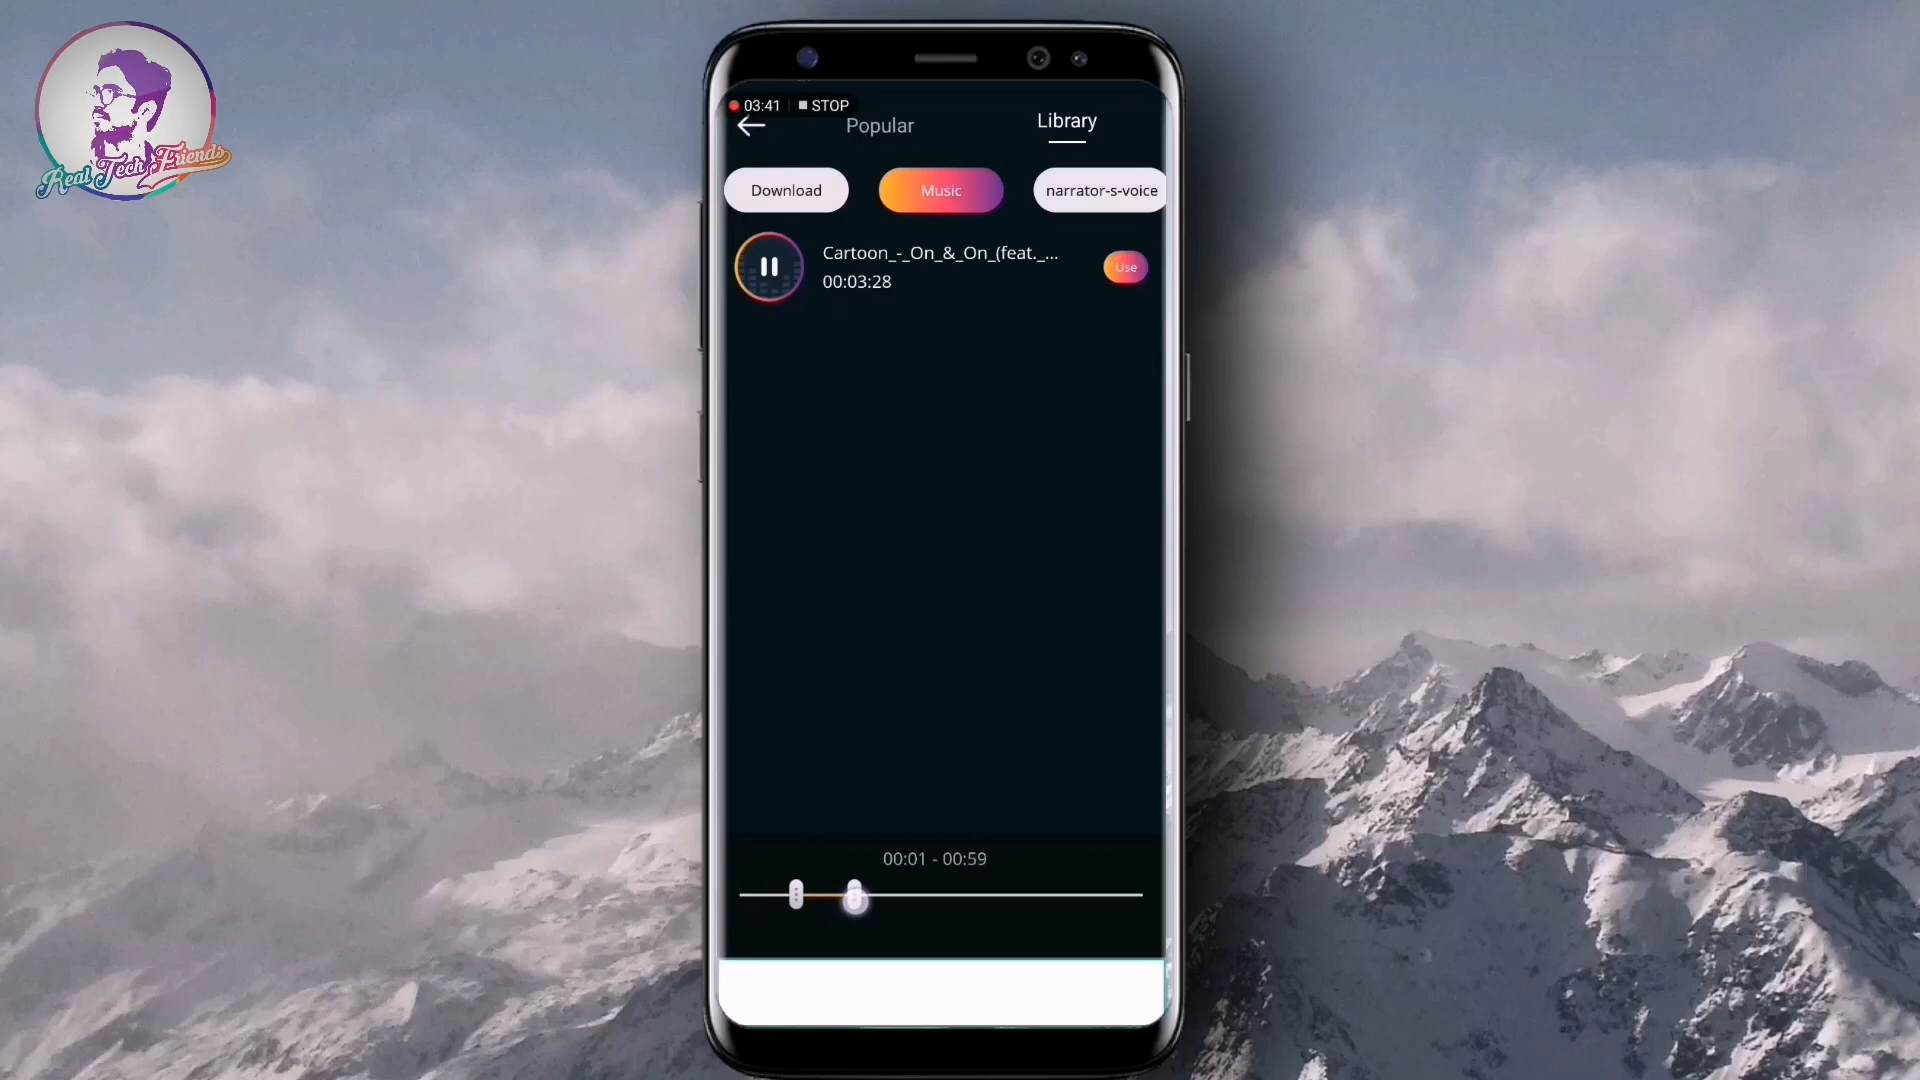 Real Tech Friends
03:41 STOP
Popular
Library
Download
Music
narrator-s-voice
Cartoon_-_On_&_On_(feat._...
00:03:28
Use
00:01 - 00:59